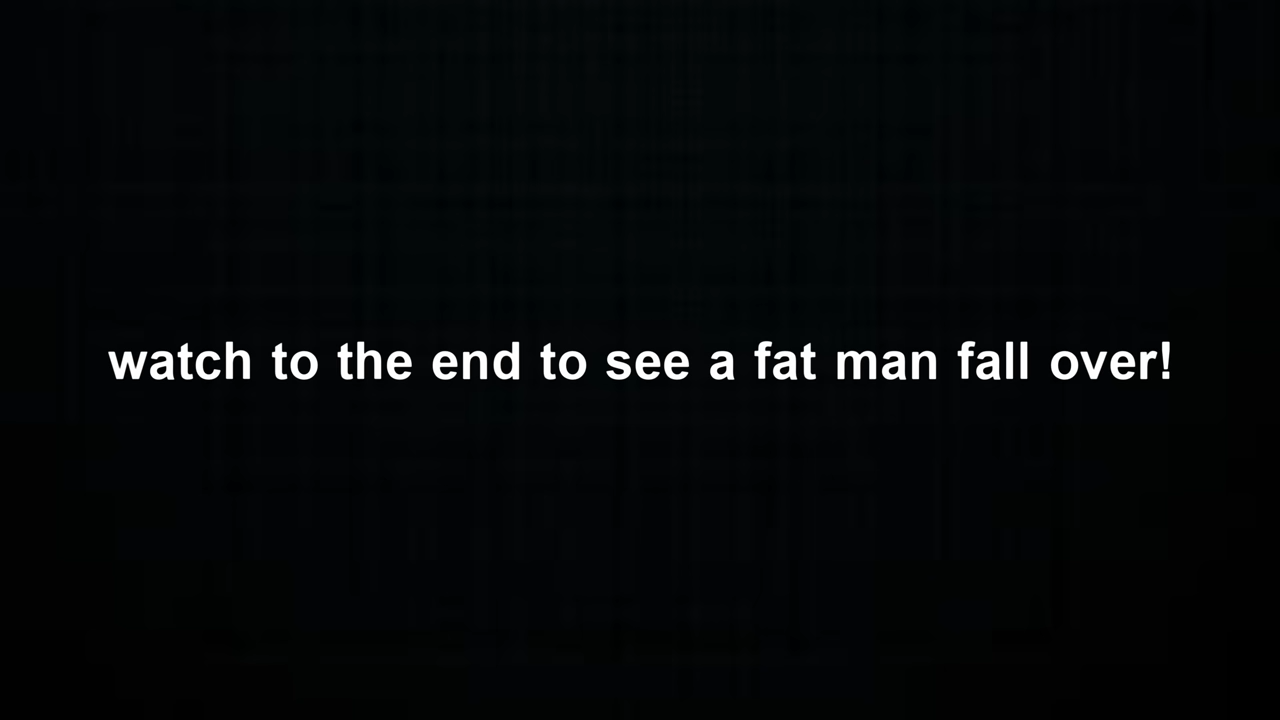 watch to the end to see a fat man fall over!